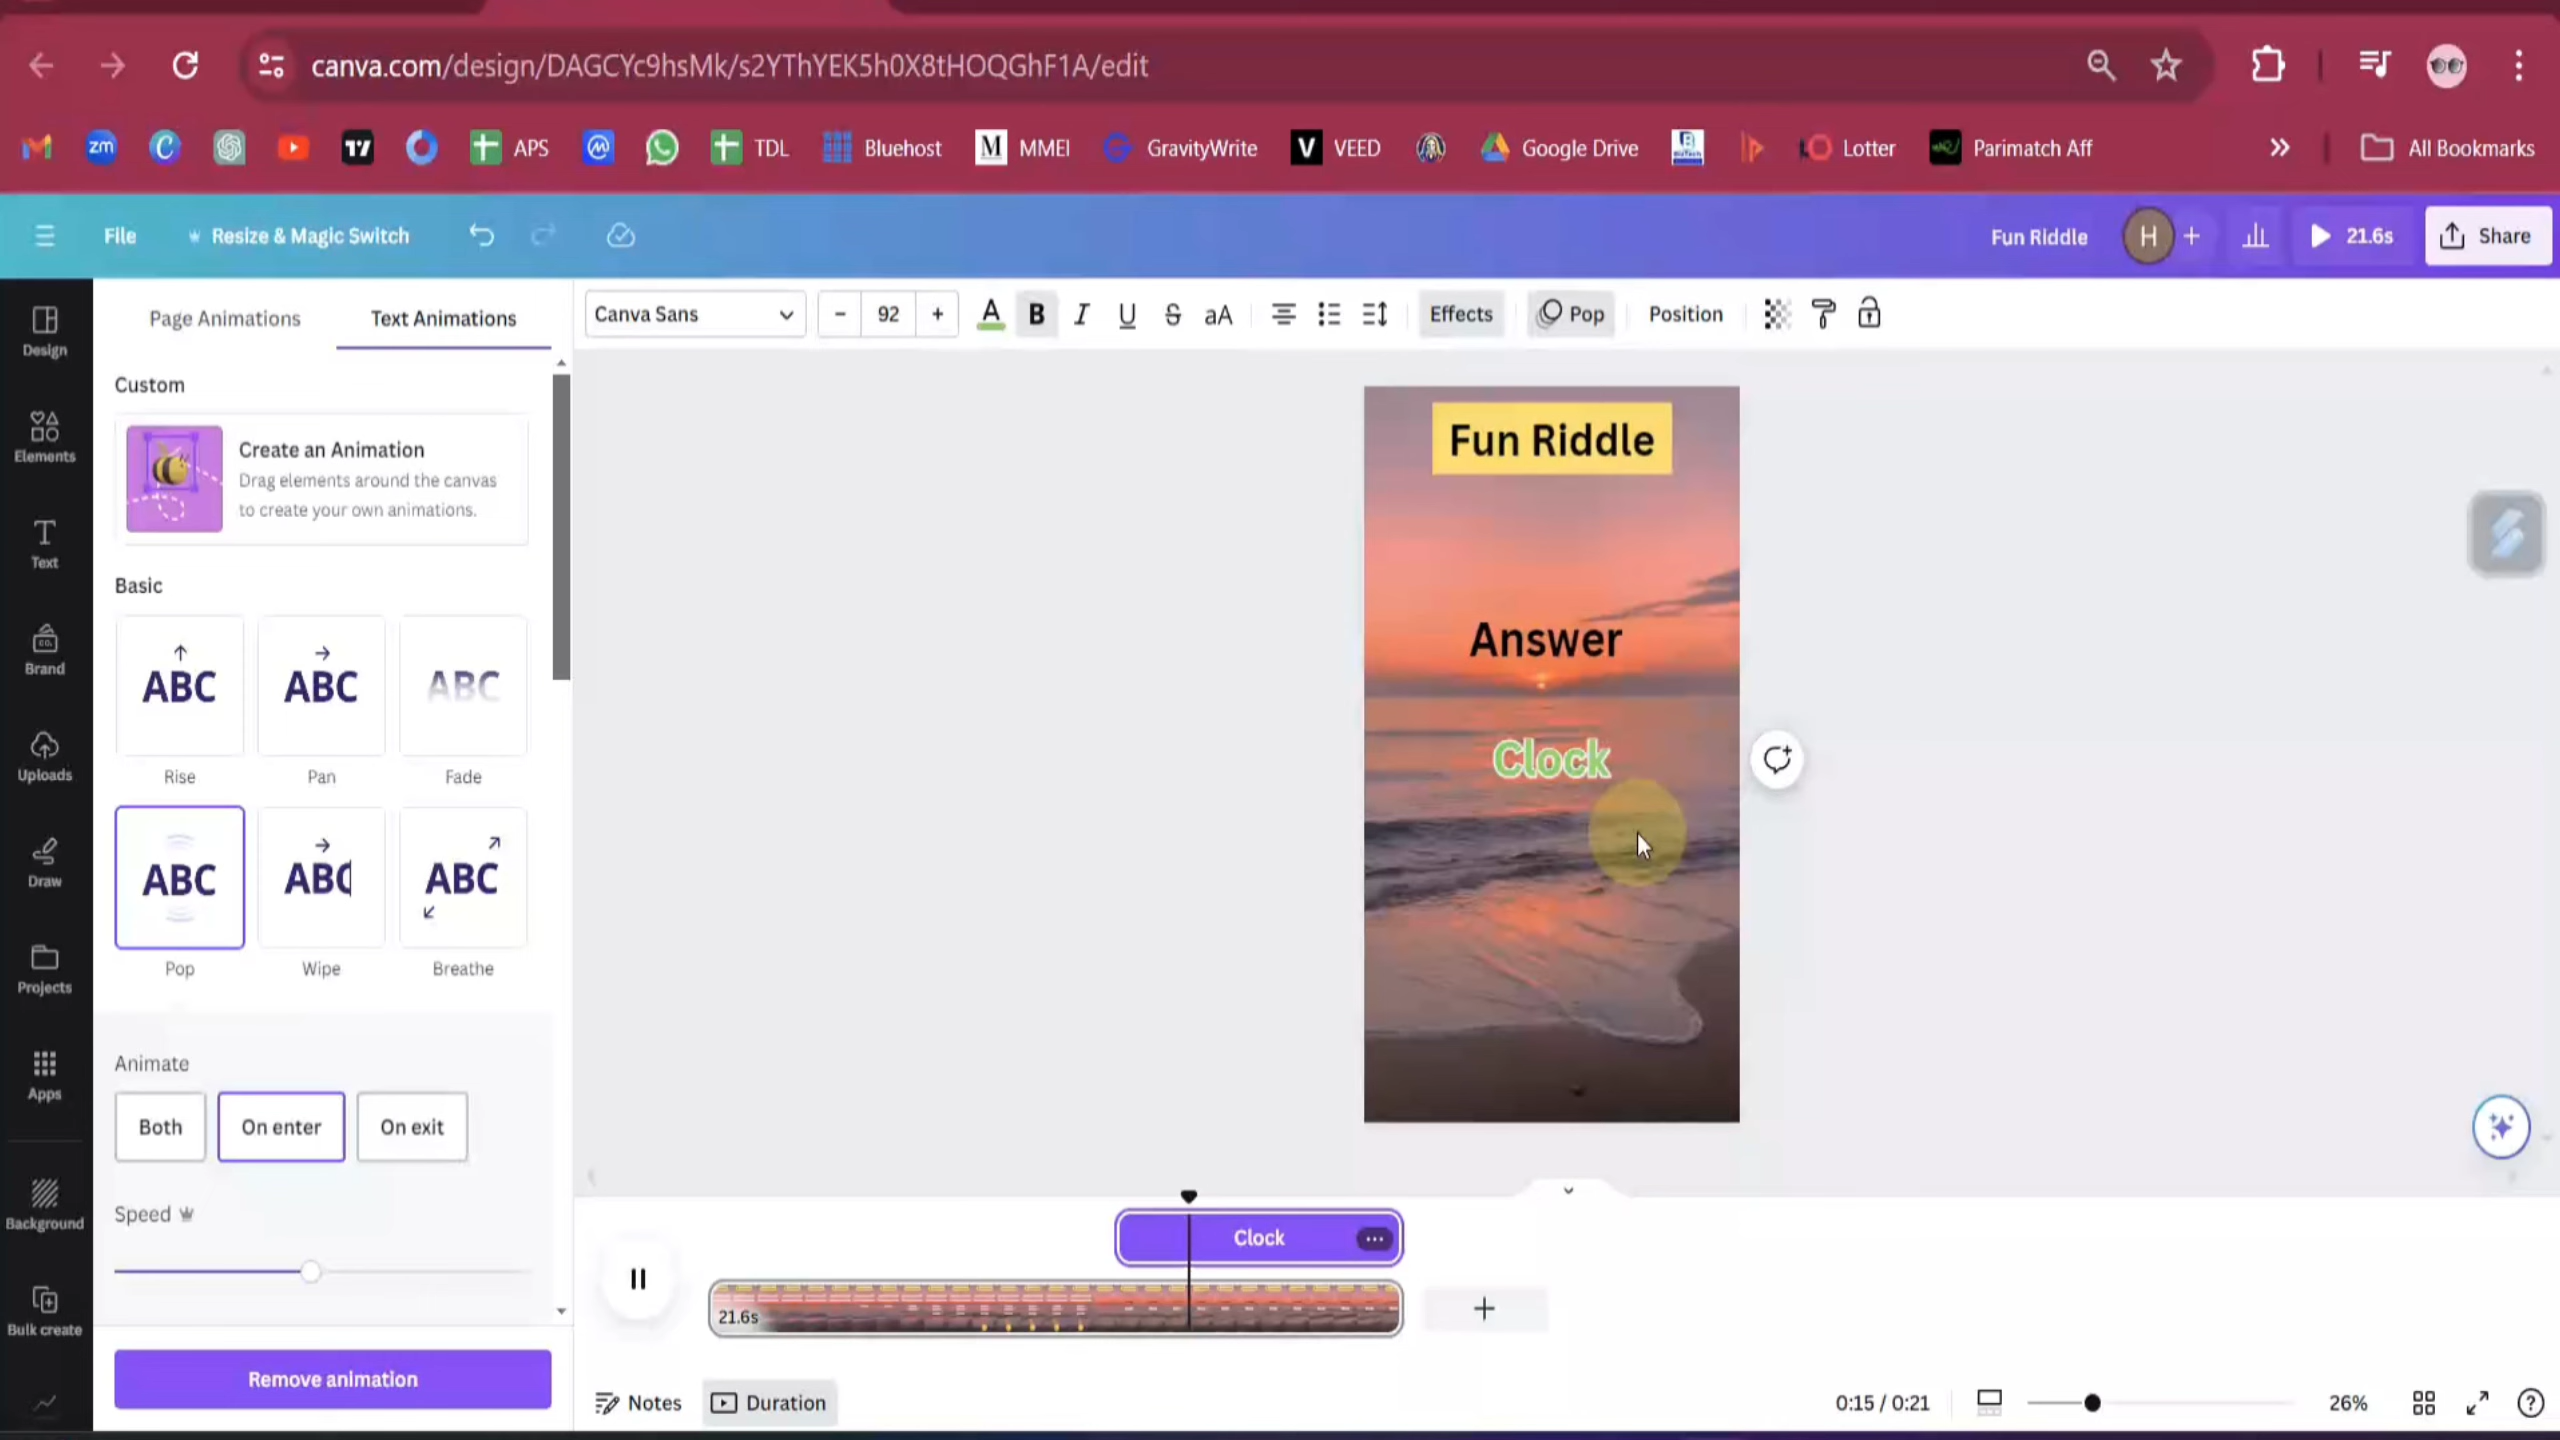 canva.com/design/DAGCYc9hsMk/s2YThYEK5h0X8tHOQGhF1A/edit
zm
APS
TDL
Bluehost
M MMEI
GravityWrite
V VEED
Google Drive
Lotter
Parimatch Aff
All Bookmarks
File
Resize & Magic Switch
Fun Riddle
H
21.6s
Share
Design
Elements
Text
Brand
Uploads
Draw
Projects
Apps
Background
Bulk create
Page Animations
Text Animations
Custom
Create an Animation
Drag elements around the canvas
to create your own animations.
Basic
ABC
ABC
ABC
Rise
Pan
Fade
ABC
ABC
ABC
Pop
Wipe
Breathe
Animate
Both
On enter
On exit
Speed
Remove animation
Canva Sans
92
A
B
I
U
S
aA
Effects
Pop
Position
Fun Riddle
Answer
Clock
Clock
21.6s
Notes
Duration
0:15 / 0:21
26%